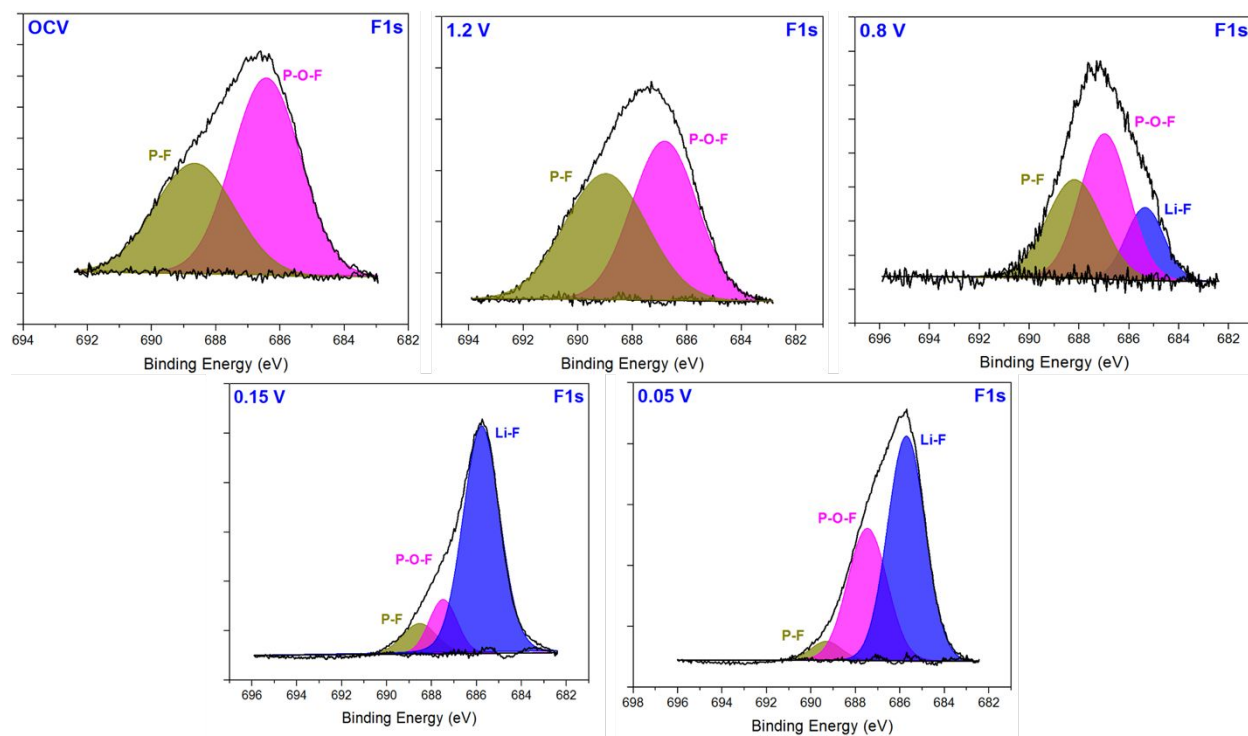 OCV F1s
P-O-F
P-F
694 692 690 688 686 684 682
Binding Energy (eV)
1.2 V F1s
P-O-F
P-F
694 692 690 688 686 684 682
Binding Energy (eV)
0.8 V F1s
P-O-F
P-F
Li-F
696 694 692 690 688 686 684 682
Binding Energy (eV)
0.15 V F1s
Li-F
P-O-F
P-F
696 694 692 690 688 686 684 682
Binding Energy (eV)
0.05 V F1s
Li-F
P-O-F
P-F
698 696 694 692 690 688 686 684 682
Binding Energy (eV)